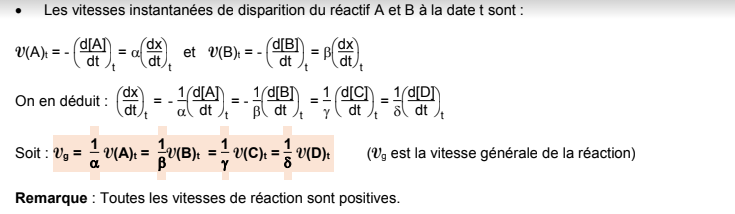 • Les vitesses instantanées de disparition du réactif A et B à la date t sont :
𝒱(A)t = - (d[A]/dt)t = α(dx/dt)t et 𝒱(B)t = - (d[B]/dt)t = β(dx/dt)t
On en déduit : (dx/dt)t = - 1/α(d[A]/dt)t = - 1/β(d[B]/dt)t = 1/γ(d[C]/dt)t = 1/δ(d[D]/dt)t
Soit : 𝒱g = 1/α 𝒱(A)t = 1/β 𝒱(B)t = 1/γ 𝒱(C)t = 1/δ 𝒱(D)t (𝒱g est la vitesse générale de la réaction)
Remarque : Toutes les vitesses de réaction sont positives.